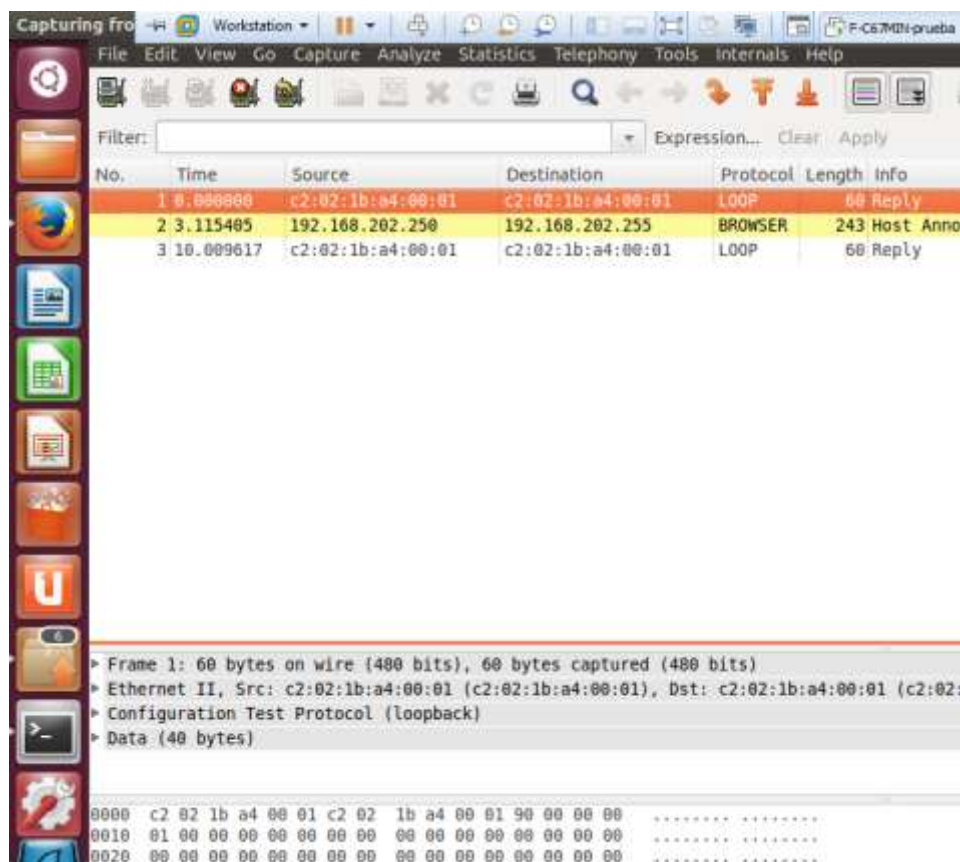 Capturing fro Workstation F-C67MIN-prueba
File Edit View Go Capture Analyze Statistics Telephony Tools Internals Help
Filter: Expression... Clear Apply
No. Time Source Destination Protocol Length Info
1 0.000000 c2:02:1b:a4:00:01 c2:02:1b:a4:00:01 LOOP 60 Reply
2 3.115405 192.168.202.250 192.168.202.255 BROWSER 243 Host Anno
3 10.009617 c2:02:1b:a4:00:01 c2:02:1b:a4:00:01 LOOP 60 Reply
6
Frame 1: 60 bytes on wire (480 bits), 60 bytes captured (480 bits)
Ethernet II, Src: c2:02:1b:a4:00:01 (c2:02:1b:a4:00:01), Dst: c2:02:1b:a4:00:01 (c2:02:
Configuration Test Protocol (loopback)
Data (40 bytes)
0000 c2 02 1b a4 00 01 c2 02 1b a4 00 01 90 00 00 00 ........ ........
0010 01 00 00 00 00 00 00 00 00 00 00 00 00 00 00 00 ........ ........
0020 00 00 00 00 00 00 00 00 00 00 00 00 00 00 00 00 ........ ........